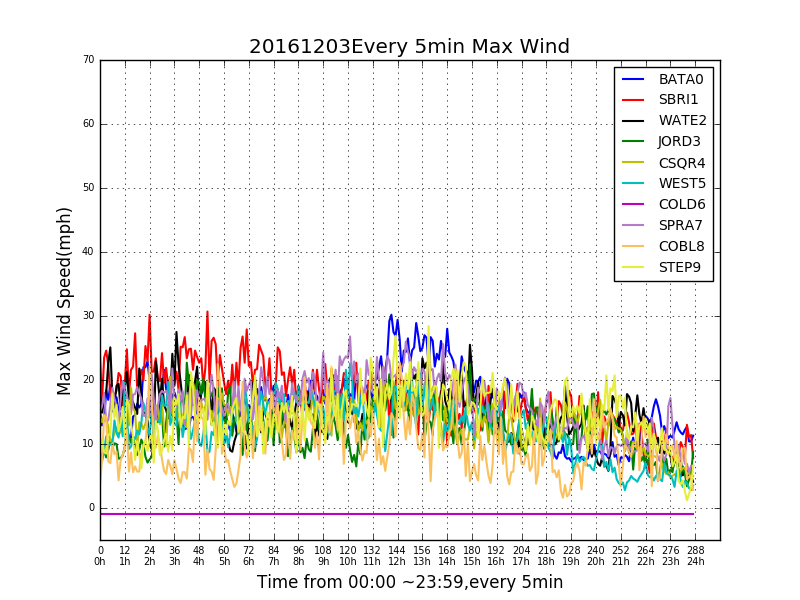 20161203Every 5min Max Wind
70
60
50
40
30
20
10
0
Max Wind Speed(mph)
BATA0
SBRI1
WATE2
JORD3
CSQR4
WEST5
COLD6
SPRA7
COBL8
STEP9
0 12 24 36 48 60 72 84 96 108 120 132 144 156 168 180 192 204 216 228 240 252 264 276 288
0h 1h 2h 3h 4h 5h 6h 7h 8h 9h 10h 11h 12h 13h 14h 15h 16h 17h 18h 19h 20h 21h 22h 23h 24h
Time from 00:00 ~23:59,every 5min